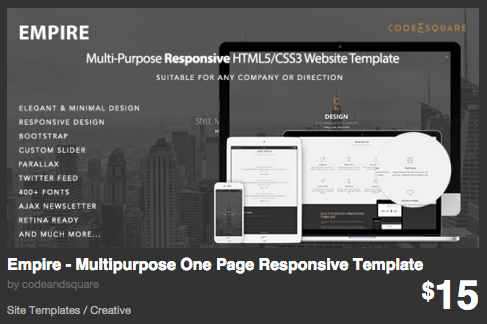 EMPIRE
CODE&SQUARE
Multi-Purpose Responsive HTML5/CSS3 Website Template
SUITABLE FOR ANY COMPANY OR DIRECTION
ELEGANT & MINIMAL DESIGN
RESPONSIVE DESIGN
BOOTSTRAP
CUSTOM SLIDER
PARALLAX
TWITTER FEED
400+ FONTS
AJAX NEWSLETTER
RETINA READY
AND MUCH MORE...
E
DESIGN
Empire - Multipurpose One Page Responsive Template
by codeandsquare
$15
Site Templates / Creative